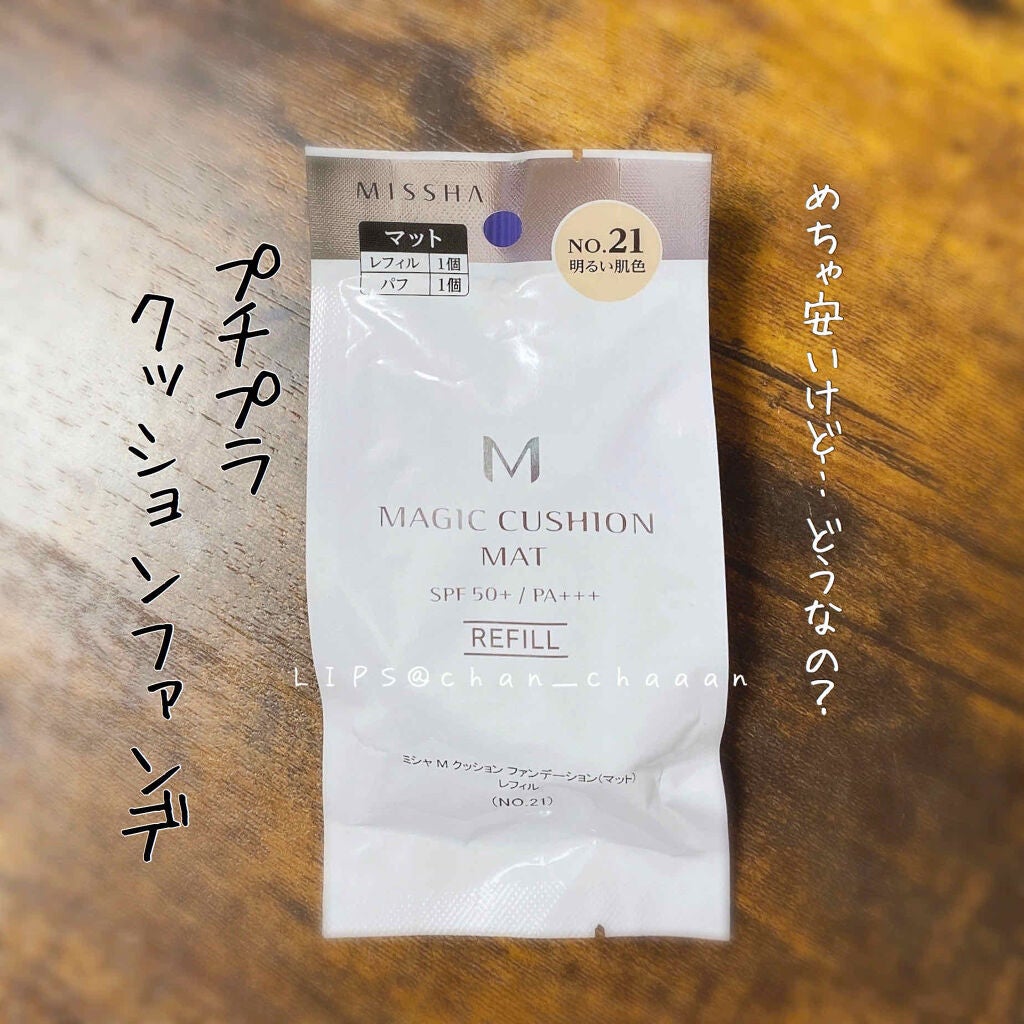 めちゃ安いけど…どうなの?
プチプラ
クッションファンデ
MISSHA
マット
レフィル 1個
パフ 1個
NO.21
明るい肌色
M
MAGIC CUSHION
MAT
SPF 50+ / PA+++
REFILL
LIPS@chan_chaaan
ミシャ M クッション ファンデーション(マット)
レフィル
(NO.21)